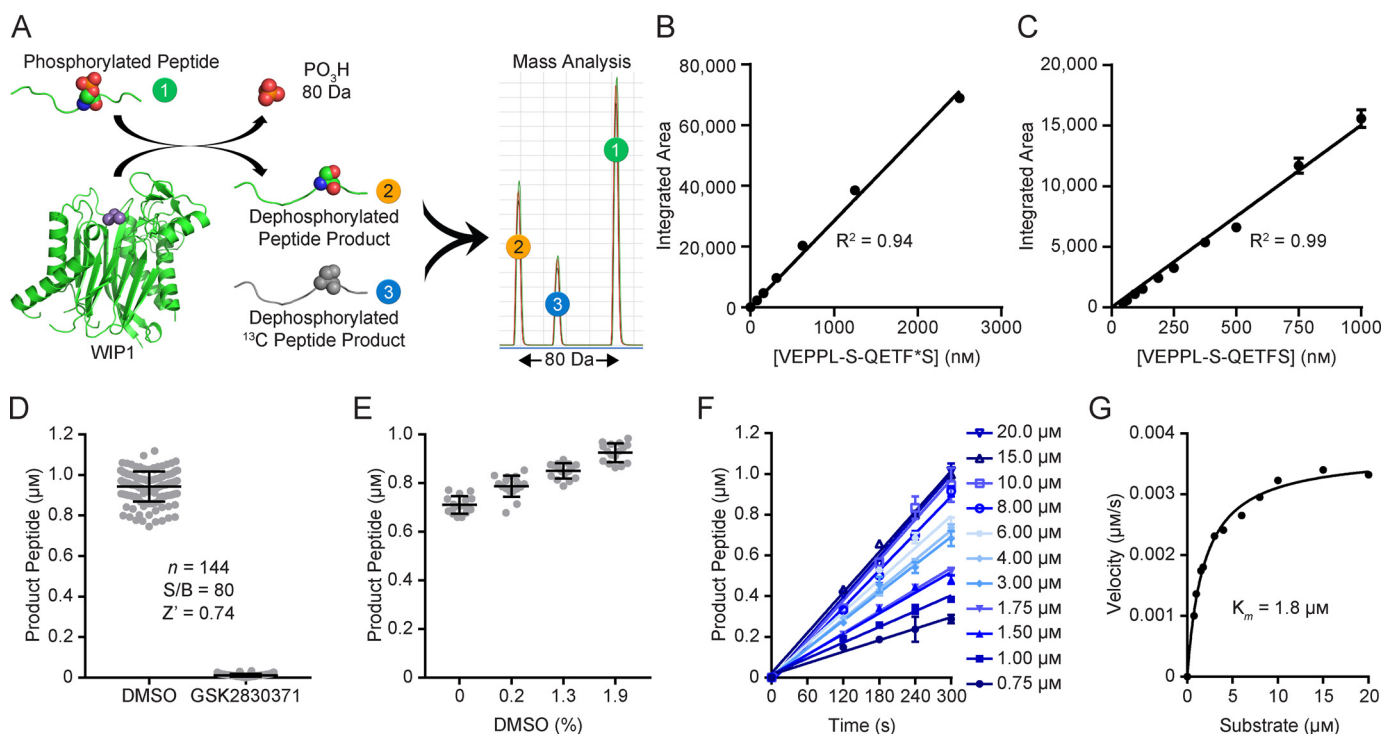 A
Phosphorylated Peptide
1
PO3H
80 Da
Mass Analysis
1
2
Dephosphorylated
Peptide Product
2
3
3
Dephosphorylated
13C Peptide Product
WIP1
80 Da
B
Integrated Area
80,000
60,000
40,000
20,000
0
R2 = 0.94
0
1000
2000
3000
[VEPPL-S-QETF*S] (nM)
C
Integrated Area
20,000
15,000
10,000
5,000
0
R2 = 0.99
0
250
500
750
1000
[VEPPL-S-QETFS] (nM)
D
Product Peptide (µM)
1.2
1.0
0.8
0.6
0.4
0.2
0
n = 144
S/B = 80
Z' = 0.74
DMSO
GSK2830371
E
Product Peptide (µM)
1.0
0.8
0.6
0.4
0.2
0
0
0.2
1.3
1.9
DMSO (%)
F
Product Peptide (µM)
1.2
1.0
0.8
0.6
0.4
0.2
0
0
120
180
240
300
Time (s)
20.0 µM
15.0 µM
10.0 µM
8.00 µM
6.00 µM
4.00 µM
3.00 µM
1.75 µM
1.50 µM
1.00 µM
0.75 µM
G
Velocity (µM/s)
0.004
0.003
0.002
0.001
0
Km = 1.8 µM
0
5
10
15
20
Substrate (µM)